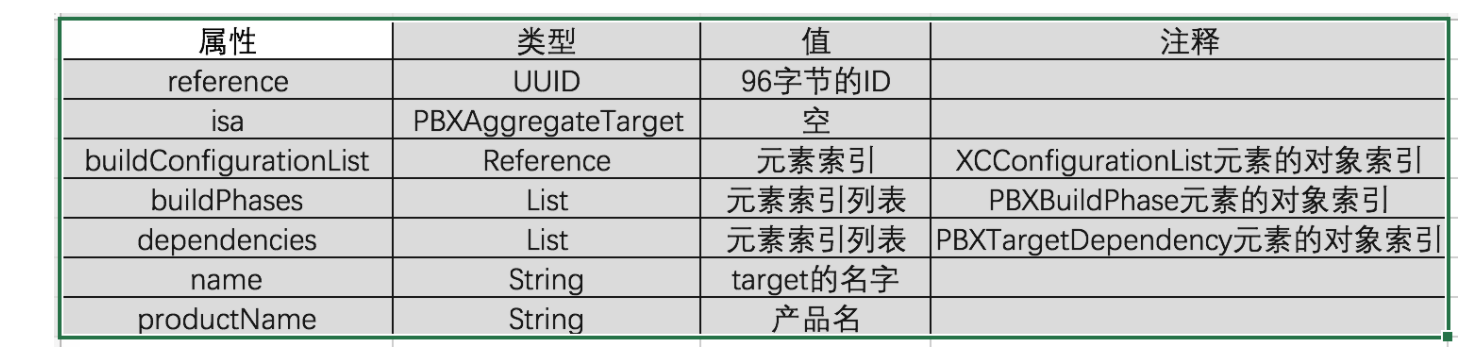 属性 类型 值 注释
reference UUID 96字节的ID
isa PBXAggregateTarget 空
buildConfigurationList Reference 元素索引 XCConfigurationList元素的对象索引
buildPhases List 元素索引列表 PBXBuildPhase元素的对象索引
dependencies List 元素索引列表 PBXTargetDependency元素的对象索引
name String target的名字
productName String 产品名